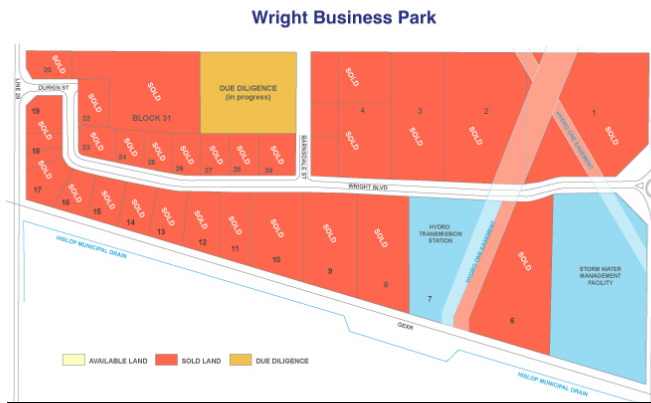 Wright Business Park
SOLD
20
LINE 29
DURKIN ST
SOLD
22
SOLD
BLOCK 31
DUE DILIGENCE
(in progress)
SOLD
4
3
SOLD
2
SOLD
1
SOLD
HYDRO ONE EASEMENT
19
SOLD
18
SOLD
17
SOLD
23
SOLD
24
SOLD
25
SOLD
26
SOLD
27
SOLD
SOLD
29
SOLD
BARNSDALE ST
SOLD
WRIGHT BLVD
SOLD
16
SOLD
15
SOLD
14
SOLD
13
SOLD
12
SOLD
11
SOLD
10
SOLD
9
SOLD
8
SOLD
HYDRO
TRANSMISSION
STATION
7
HYDRO ONE EASEMENT
SOLD
6
STORM WATER
MANAGEMENT
FACILITY
HISLOP MUNICIPAL DRAIN
GEXR
HISLOP MUNICIPAL DRAIN
AVAILABLE LAND
SOLD LAND
DUE DILIGENCE